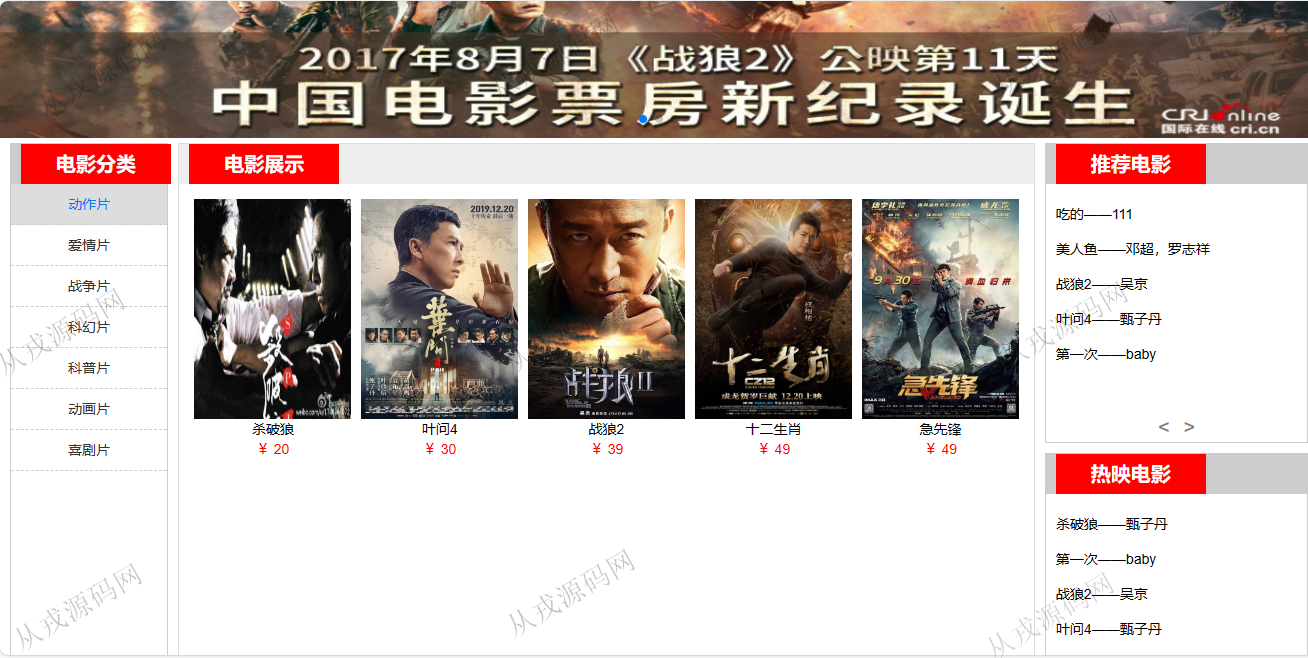 2017年8月7日《战狼2》公映第11天
中国电影票房新纪录诞生
CRIonline
国际在线 cri.cn
电影分类
动作片
爱情片
战争片
科幻片
科普片
动画片
喜剧片
电影展示
2019.12.20
葉問
战狼II
十二生肖
CZ12
成龙贺岁巨献 12.20上映
9月30日
急先锋
杀破狼
￥ 20
叶问4
￥ 30
战狼2
￥ 39
十二生肖
￥ 49
急先锋
￥ 49
推荐电影
吃的——111
美人鱼——邓超，罗志祥
战狼2——吴京
叶问4——甄子丹
第一次——baby
< >
热映电影
杀破狼——甄子丹
第一次——baby
战狼2——吴京
叶问4——甄子丹
从戎源码网
从戎源码网
从戎源码网
从戎源码网
从戎源码网
从戎源码网